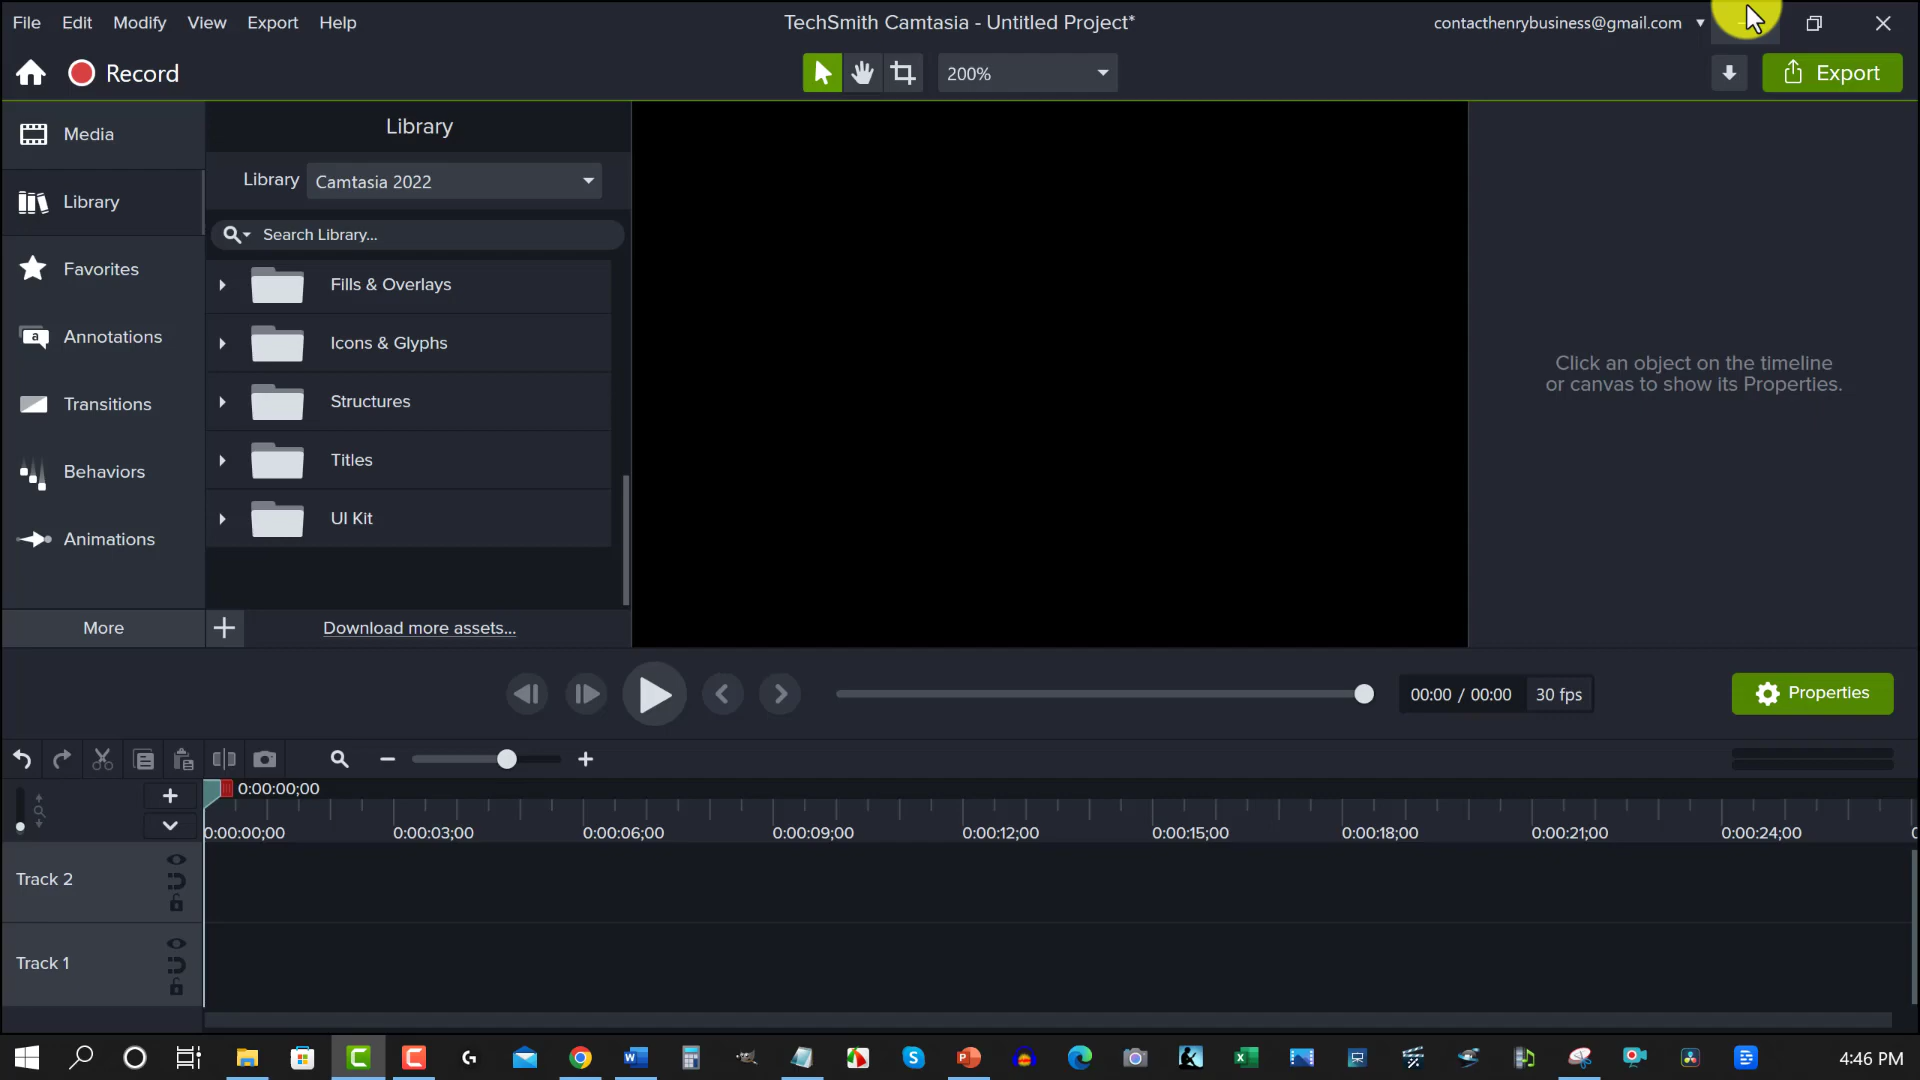 File Edit Modify View Export Help
TechSmith Camtasia - Untitled Project*
contacthenrybusiness@gmail.com
Record
200%
Export
Media
Library
Favorites
Annotations
Transitions
Behaviors
Animations
More
Library
Library Camtasia 2022
Search Library...
Fills & Overlays
Icons & Glyphs
Structures
Titles
UI Kit
Download more assets...
Click an object on the timeline
or canvas to show its Properties.
00:00 / 00:00 30 fps
Properties
0:00:00;00
0:00:00;00 0:00:03;00 0:00:06;00 0:00:09;00 0:00:12;00 0:00:15;00 0:00:18;00 0:00:21;00 0:00:24;00
Track 2
Track 1
4:46 PM